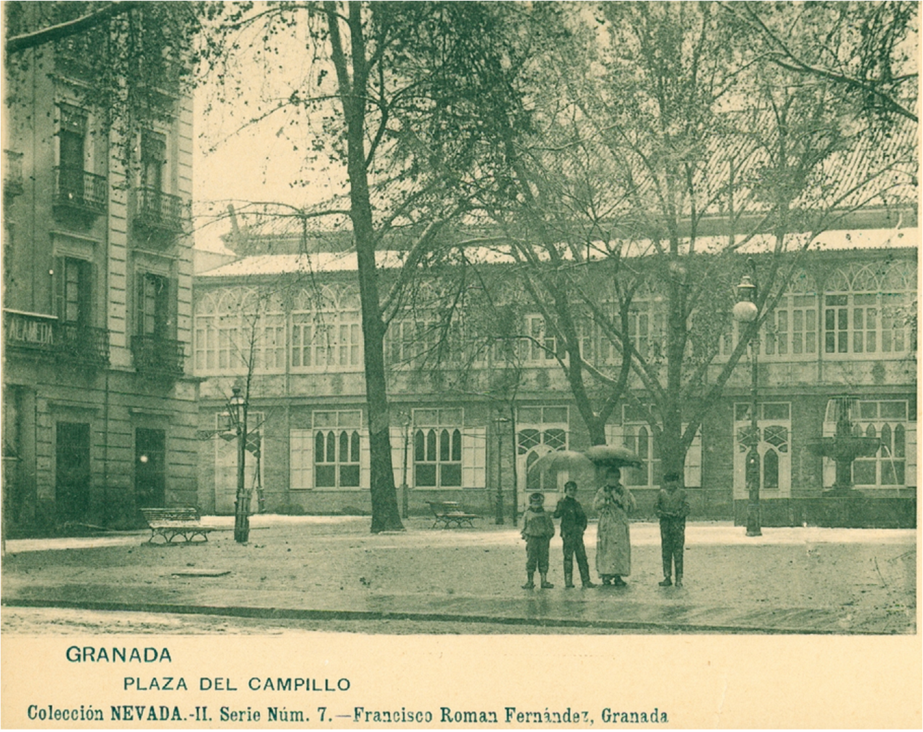 ALAMEDA
GRANADA
PLAZA DEL CAMPILLO
Colección NEVADA.-II. Serie Núm. 7.—Francisco Roman Fernández, Granada